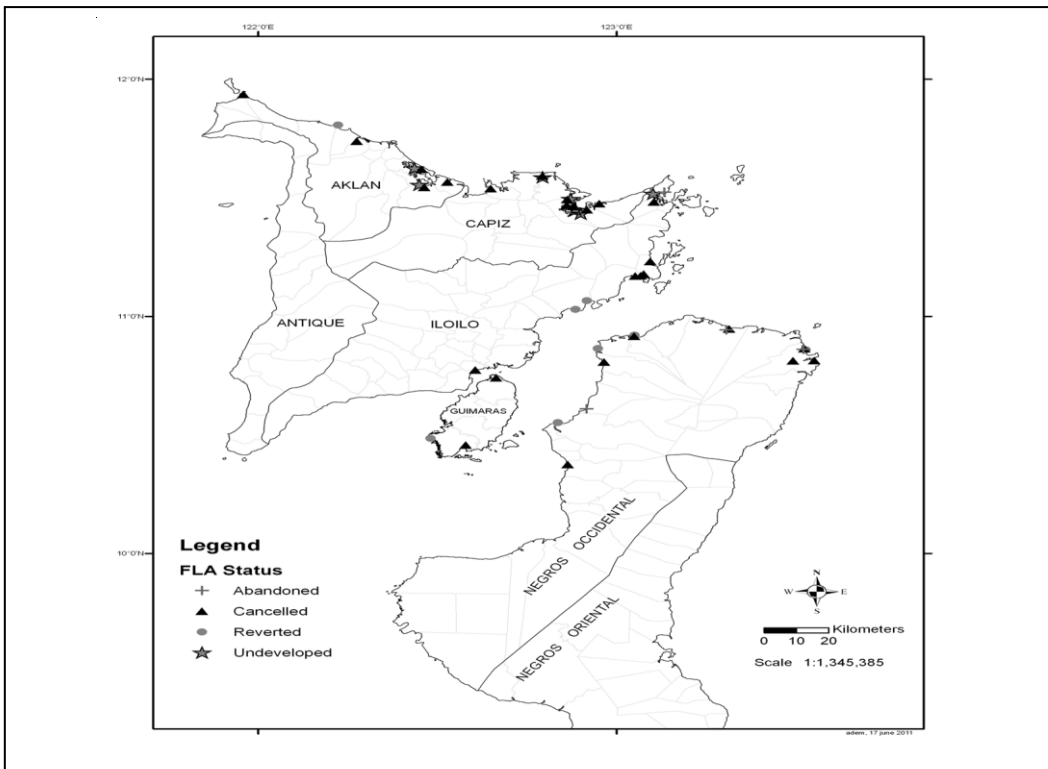 122°0'E 123°0'E
12°0'N
AKLAN
CAPIZ
11°0'N
ANTIQUE
ILOILO
GUIMARAS
NEGROS OCCIDENTAL
10°0'N
NEGROS ORIENTAL
Legend
FLA Status
Abandoned
Cancelled
Reverted
Undeveloped
N
W E
S
Kilometers
0 10 20
Scale 1:1,345,385
adem, 17 june 2011